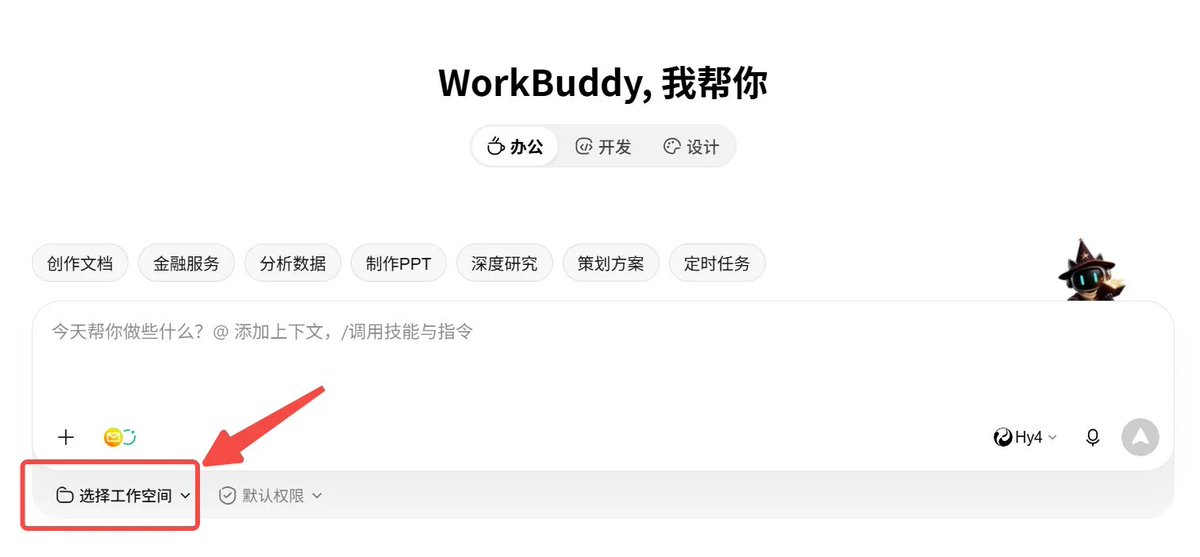 WorkBuddy, 我帮你
办公 开发 设计
创作文档 金融服务 分析数据 制作PPT 深度研究 策划方案 定时任务
今天帮你做些什么？@ 添加上下文，/调用技能与指令
Hy4
选择工作空间 默认权限